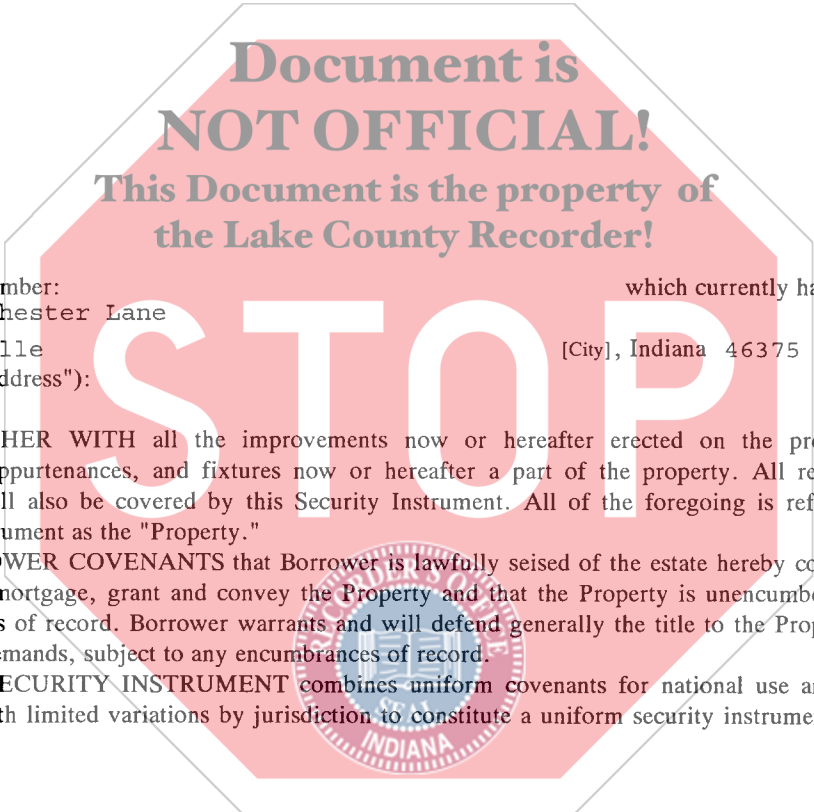 Document is
NOT OFFICIAL!
This Document is the property of
the Lake County Recorder!
mber: which currently ha
hester Lane
lle [City], Indiana 46375
ddress"):
STOP
HER WITH all the improvements now or hereafter erected on the pr
ppurtenances, and fixtures now or hereafter a part of the property. All re
ll also be covered by this Security Instrument. All of the foregoing is ref
ument as the "Property."
OWER COVENANTS that Borrower is lawfully seised of the estate hereby co
mortgage, grant and convey the Property and that the Property is unencumbe
s of record. Borrower warrants and will defend generally the title to the Prop
emands, subject to any encumbrances of record.
ECURITY INSTRUMENT combines uniform covenants for national use a
th limited variations by jurisdiction to constitute a uniform security instrume
RECORDER'S OFFICE
SEAL
INDIANA